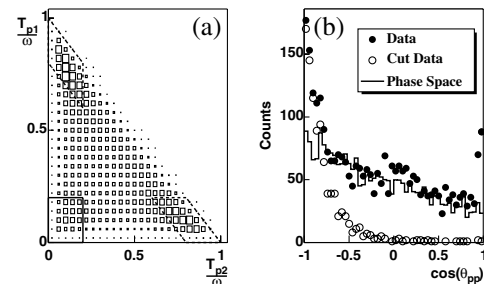 T_p1
ω
(a)
1
0.5
0
0
0.5
1
T_p2
ω
Counts
150
100
50
0
(b)
Data
Cut Data
Phase Space
-1
-0.5
0
0.5
1
cos(θ_pp)